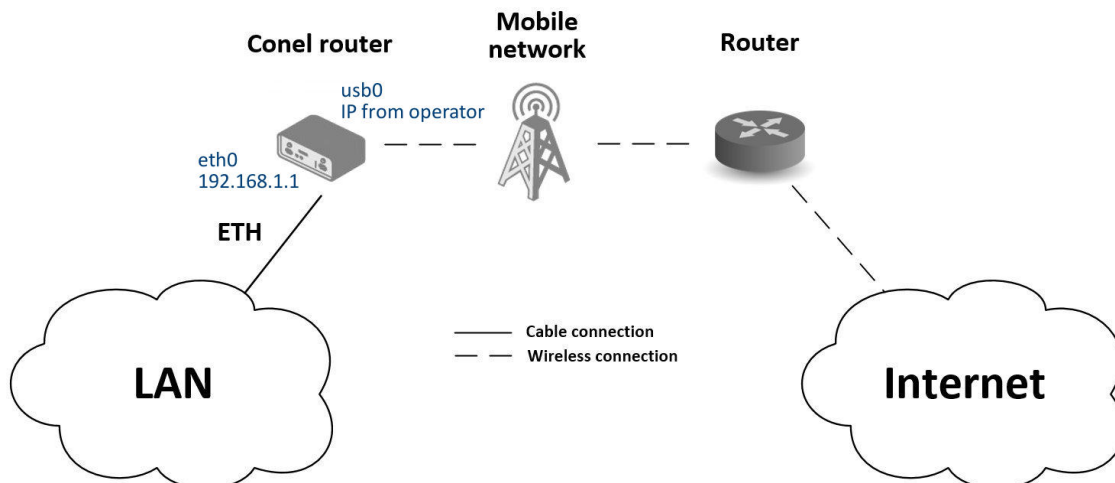 Conel router
Mobile
network
Router
usb0
IP from operator
eth0
192.168.1.1
ETH
Cable connection
Wireless connection
LAN
Internet